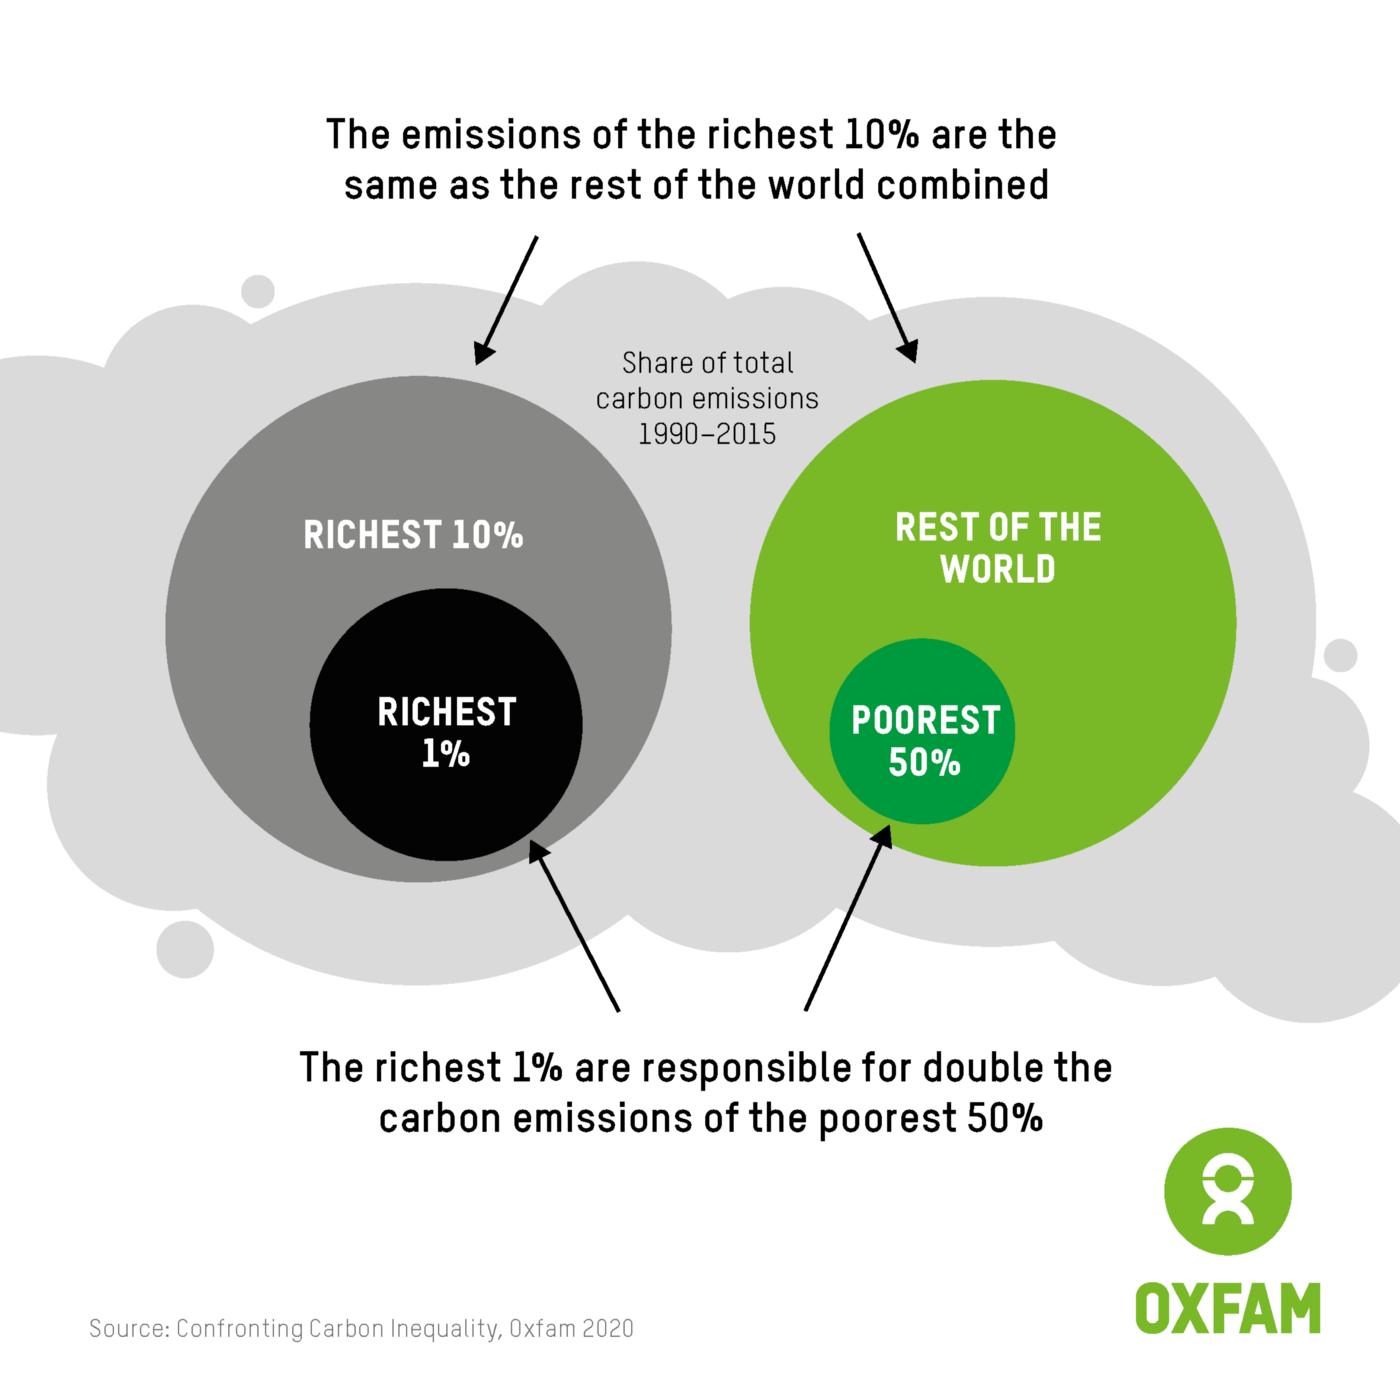 The emissions of the richest 10% are the
same as the rest of the world combined
Share of total
carbon emissions
1990–2015
RICHEST 10%
REST OF THE
WORLD
RICHEST
1%
POOREST
50%
The richest 1% are responsible for double the
carbon emissions of the poorest 50%
OXFAM
Source: Confronting Carbon Inequality, Oxfam 2020